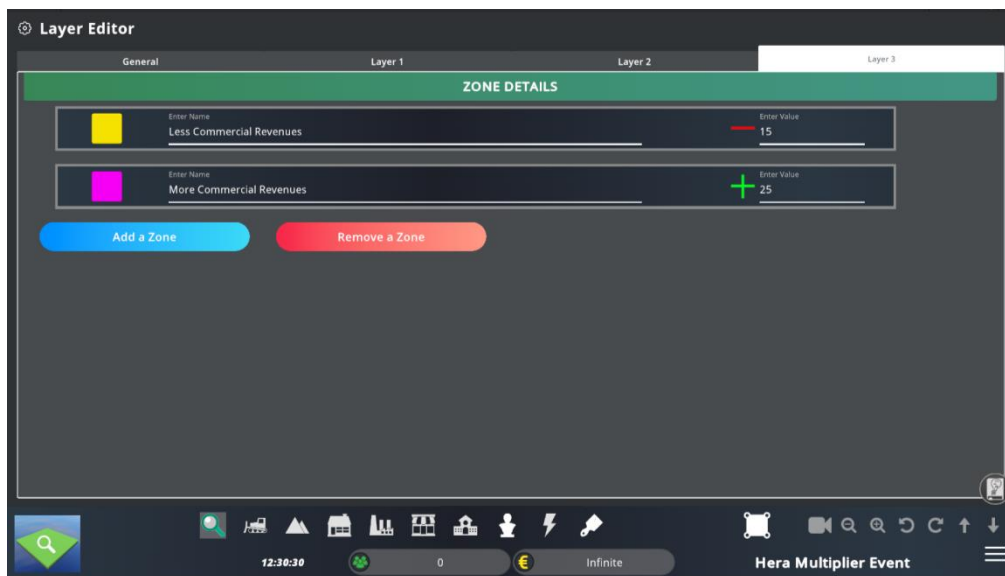 Layer Editor
General Layer 1 Layer 2 Layer 3
ZONE DETAILS
Enter Name Enter Value
Less Commercial Revenues 15
Enter Name Enter Value
More Commercial Revenues 25
Add a Zone Remove a Zone
12:30:30 0 € Infinite Hera Multiplier Event